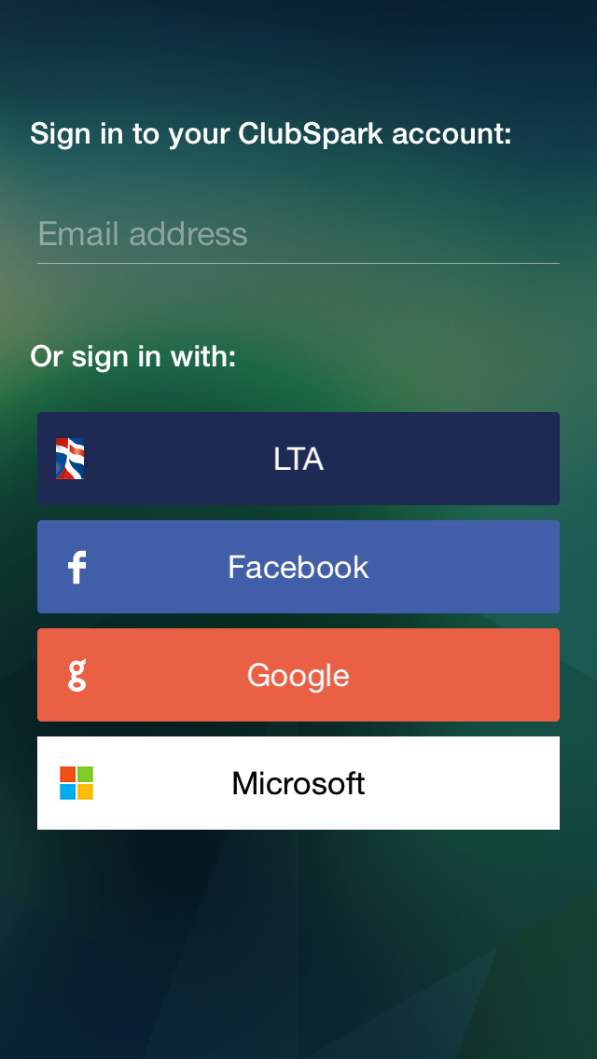 Sign in to your ClubSpark account:
Email address
Or sign in with:
LTA
f Facebook
g Google
Microsoft